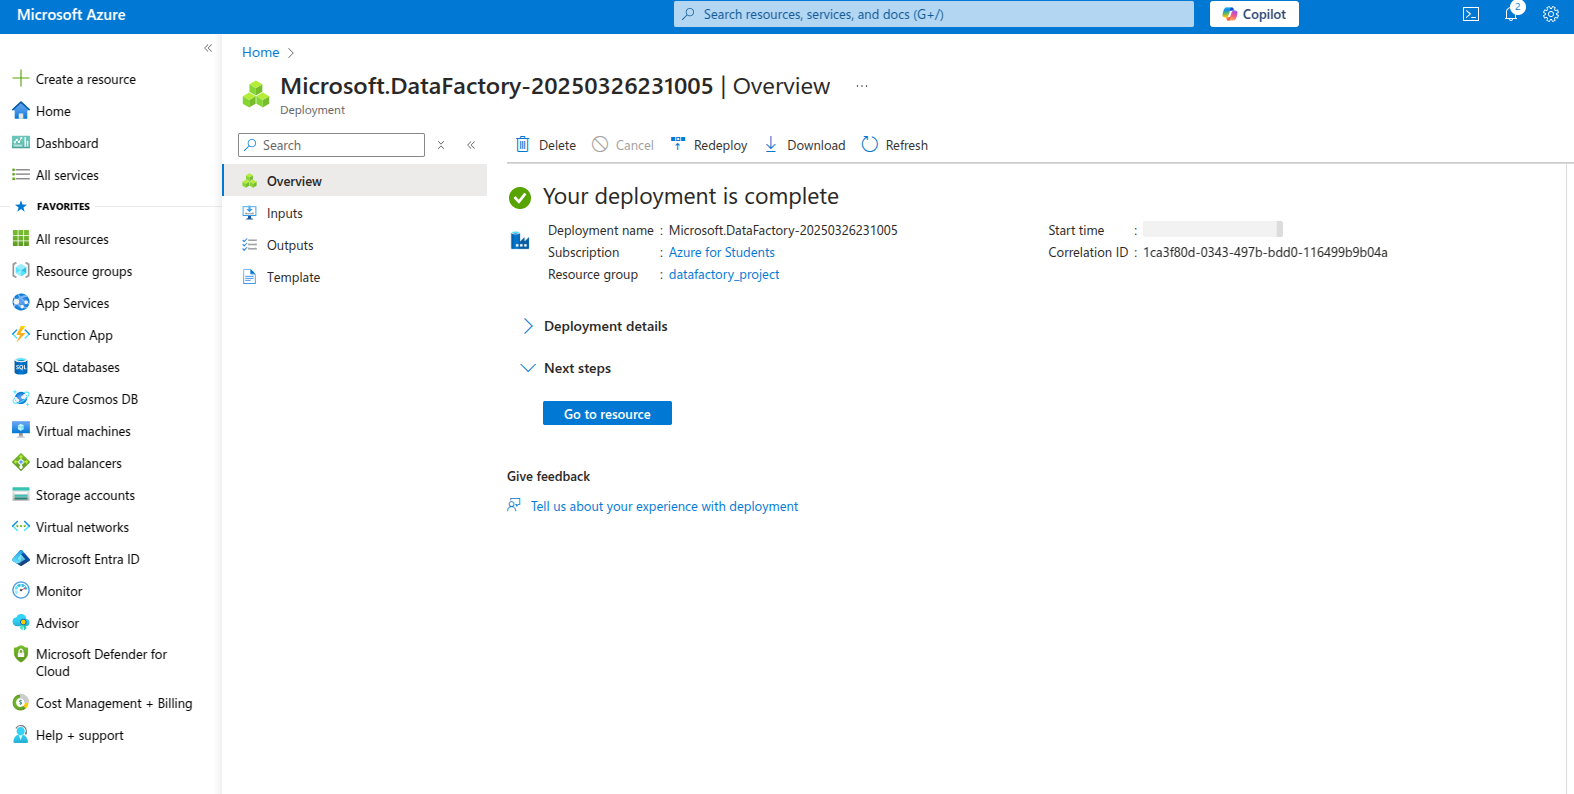 Microsoft Azure
Search resources, services, and docs (G+/)
Copilot
2
Create a resource
Home
Dashboard
All services
FAVORITES
All resources
Resource groups
App Services
Function App
SQL databases
Azure Cosmos DB
Virtual machines
Load balancers
Storage accounts
Virtual networks
Microsoft Entra ID
Monitor
Advisor
Microsoft Defender for
Cloud
Cost Management + Billing
Help + support
Home
Microsoft.DataFactory-20250326231005 | Overview
Deployment
Search
Overview
Inputs
Outputs
Template
Delete
Cancel
Redeploy
Download
Refresh
Your deployment is complete
Deployment name : Microsoft.DataFactory-20250326231005
Subscription : Azure for Students
Resource group : datafactory_project
Start time :
Correlation ID : 1ca3f80d-0343-497b-bdd0-116499b9b04a
Deployment details
Next steps
Go to resource
Give feedback
Tell us about your experience with deployment